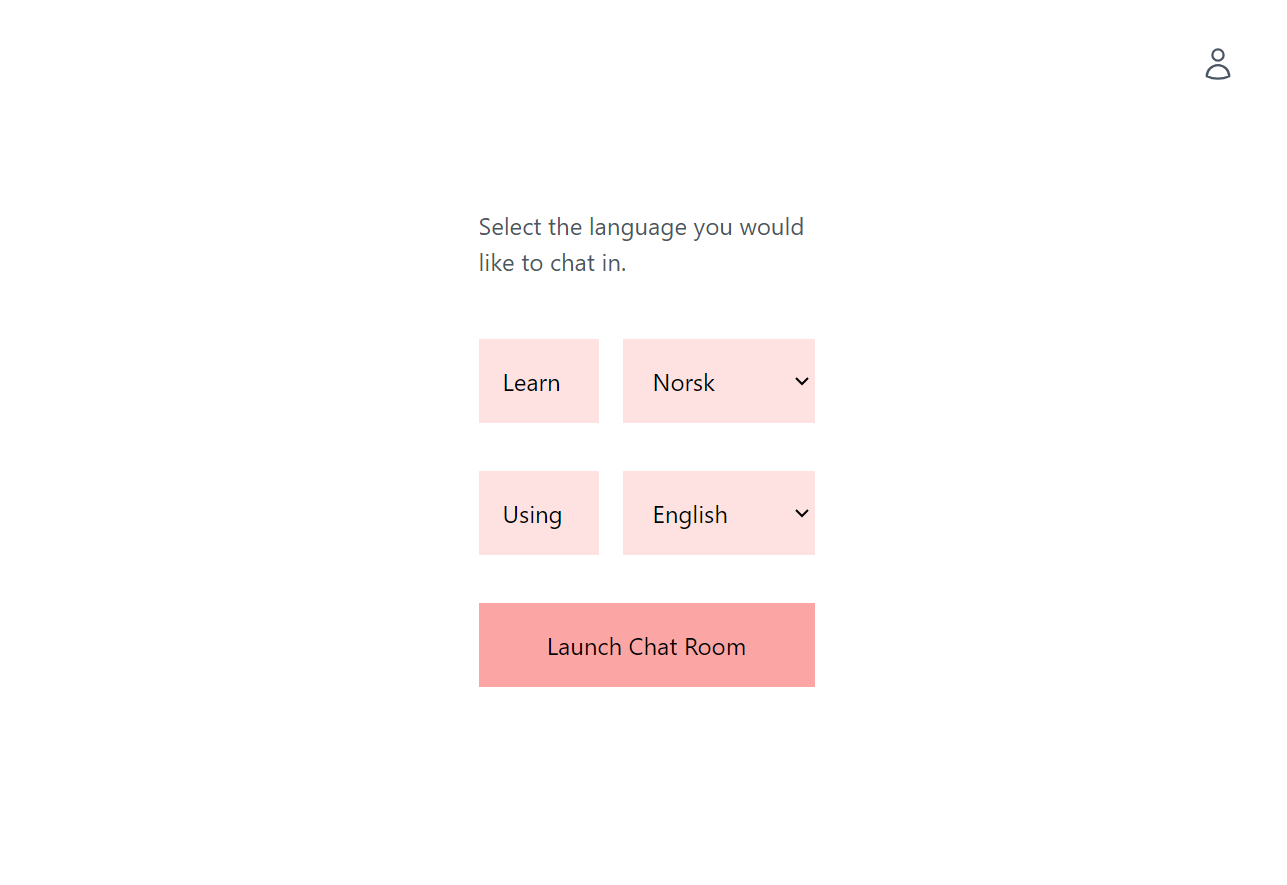 Select the language you would
like to chat in.
Learn
Norsk
Using
English
Launch Chat Room